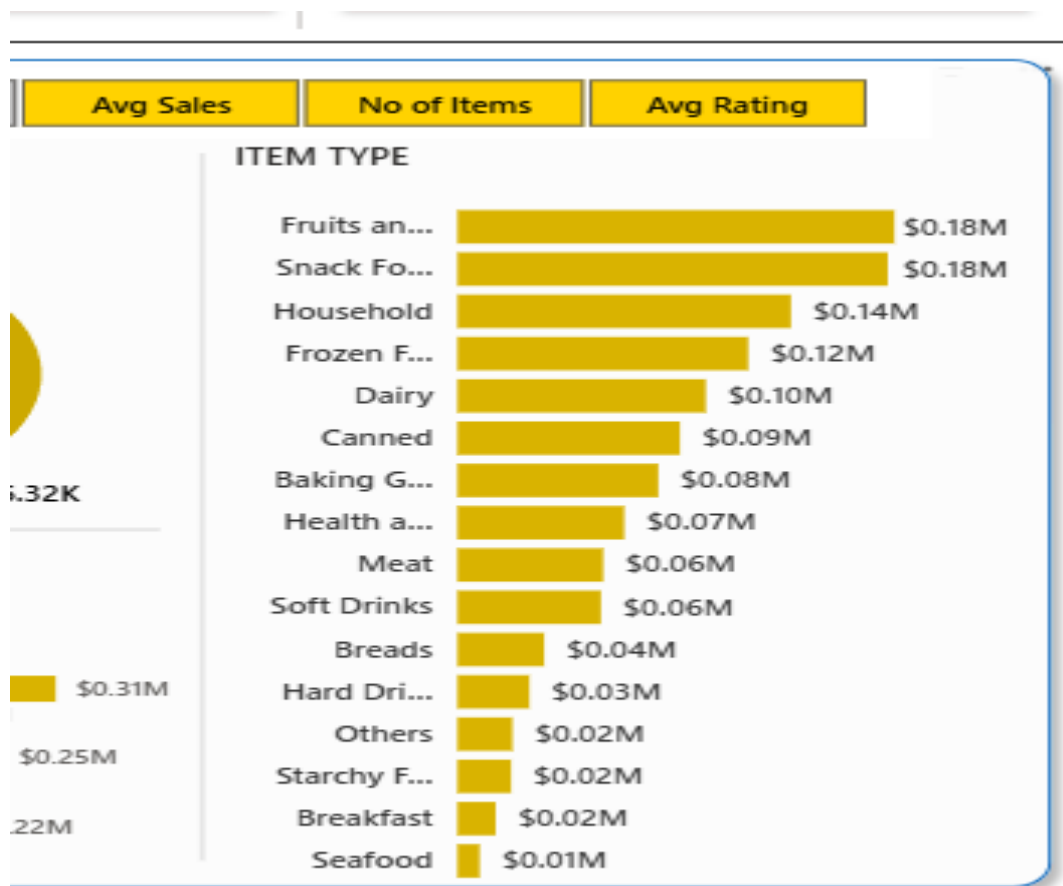 Avg Sales No of Items Avg Rating
ITEM TYPE
Fruits an... $0.18M
Snack Fo... $0.18M
Household $0.14M
Frozen F... $0.12M
Dairy $0.10M
Canned $0.09M
Baking G... $0.08M
Health a... $0.07M
Meat $0.06M
Soft Drinks $0.06M
Breads $0.04M
Hard Dri... $0.03M
Others $0.02M
Starchy F... $0.02M
Breakfast $0.02M
Seafood $0.01M
.32K
$0.31M
$0.25M
.22M